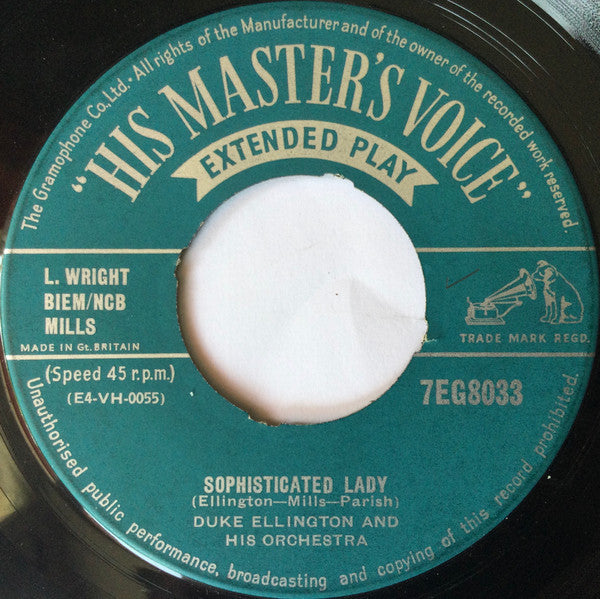 The Gramophone Co., Ltd. · All rights of the Manufacturer and of the owner of the recorded work reserved.
"HIS MASTER'S VOICE"
EXTENDED PLAY
L. WRIGHT
BIEM/NCB
MILLS
MADE IN Gt. BRITAIN
TRADE MARK REGD.
(Speed 45 r.p.m.)
(E4-VH-0055)
7EG8033
SOPHISTICATED LADY
(Ellington—Mills—Parish)
DUKE ELLINGTON AND
HIS ORCHESTRA
Unauthorised public performance, broadcasting and copying of this record prohibited.